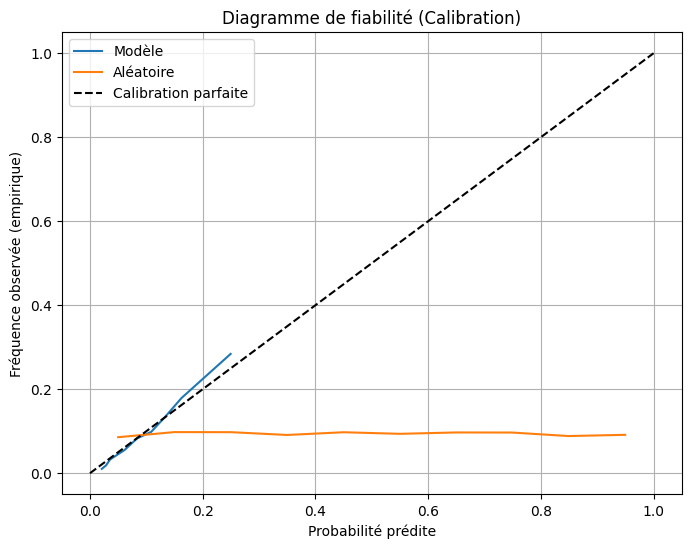 Diagramme de fiabilité (Calibration)
Modèle
Aléatoire
Calibration parfaite
Fréquence observée (empirique)
1.0
0.8
0.6
0.4
0.2
0.0
0.0 0.2 0.4 0.6 0.8 1.0
Probabilité prédite